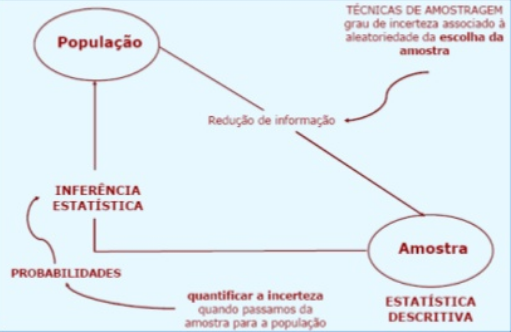 TÉCNICAS DE AMOSTRAGEM
grau de incerteza associado à
aleatoriedade da escolha da
amostra
População
Redução de informação
INFERÊNCIA
ESTATÍSTICA
Amostra
PROBABILIDADES
quantificar a incerteza
quando passamos da
amostra para a população
ESTATÍSTICA
DESCRITIVA